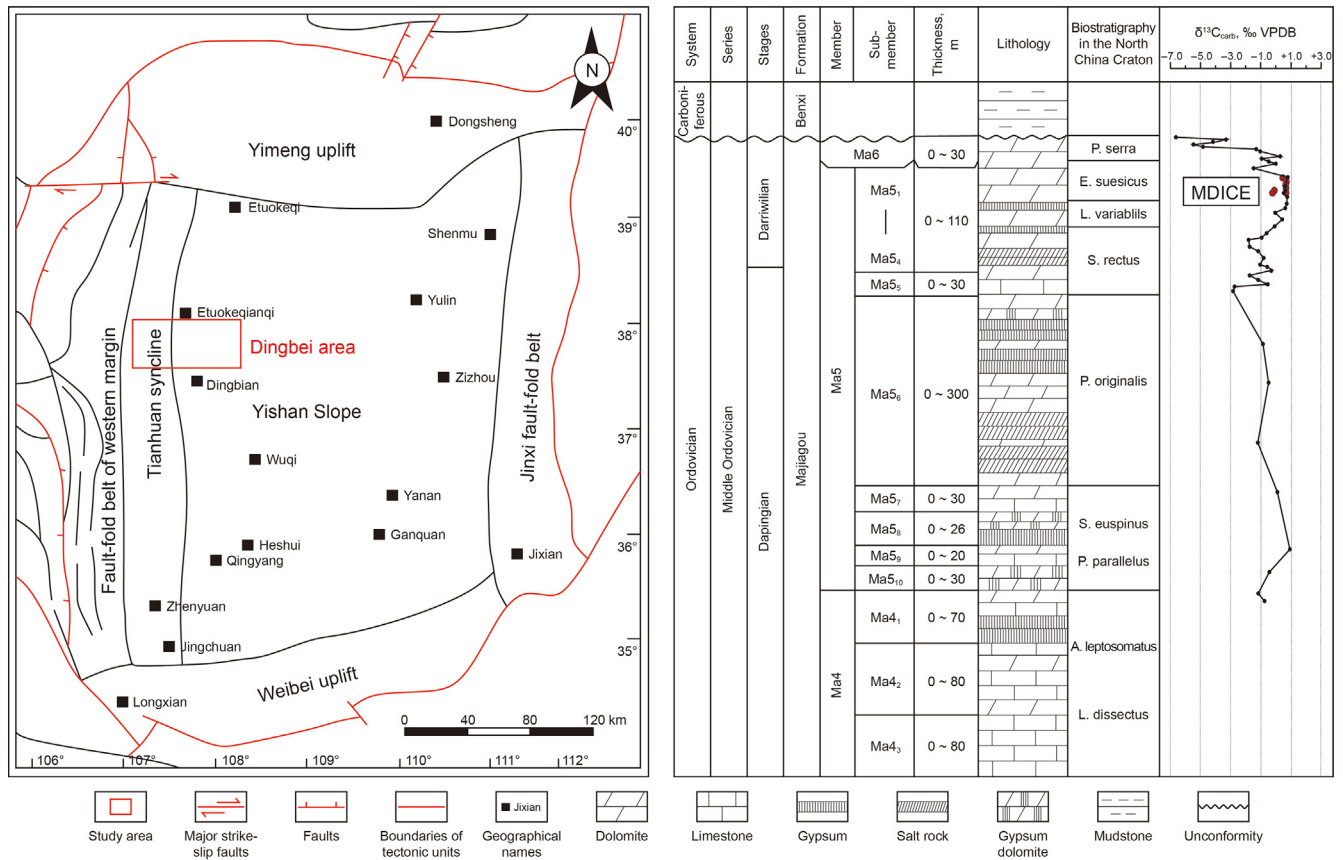 N
Dongsheng
40°
Yimeng uplift
Etuokeqi
39°
Shenmu
Yulin
Etuokeqianqi
38°
Dingbei area
Dingbian
Zizhou
Yishan Slope
Fault-fold belt of western margin
Tianhuan syncline
Jinxi fault-fold belt
37°
Wuqi
Yanan
Ganquan
Heshui
36°
Qingyang
Jixian
Zhenyuan
Jingchuan
35°
Weibei uplift
Longxian
0 40 80 120 km
106° 107° 108° 109° 110° 111° 112°
System
Series
Stages
Formation
Member
Sub-
member
Thickness,
m
Lithology
Biostratigraphy
in the North
China Craton
δ¹³Ccarb, ‰ VPDB
−7.0 −5.0 −3.0 −1.0 +1.0 +3.0
Carboni-
ferous
Benxi
Ordovician
Middle Ordovician
Darriwilian
Dapingian
Majiagou
Ma6 0 ~ 30
P. serra
Ma5
Ma5₁
Ma5₄
0 ~ 110
E. suesicus
MDICE
L. variablils
S. rectus
Ma5₅ 0 ~ 30
Ma5₆ 0 ~ 300
P. originalis
Ma5₇ 0 ~ 30
Ma5₈ 0 ~ 26
S. euspinus
Ma5₉ 0 ~ 20
P. parallelus
Ma5₁₀ 0 ~ 30
Ma4
Ma4₁ 0 ~ 70
A. leptosomatus
Ma4₂ 0 ~ 80
L. dissectus
Ma4₃ 0 ~ 80
Study area
Major strike-
slip faults
Faults
Boundaries of
tectonic units
Jixian
Geographical
names
Dolomite
Limestone
Gypsum
Salt rock
Gypsum
dolomite
Mudstone
Unconformity